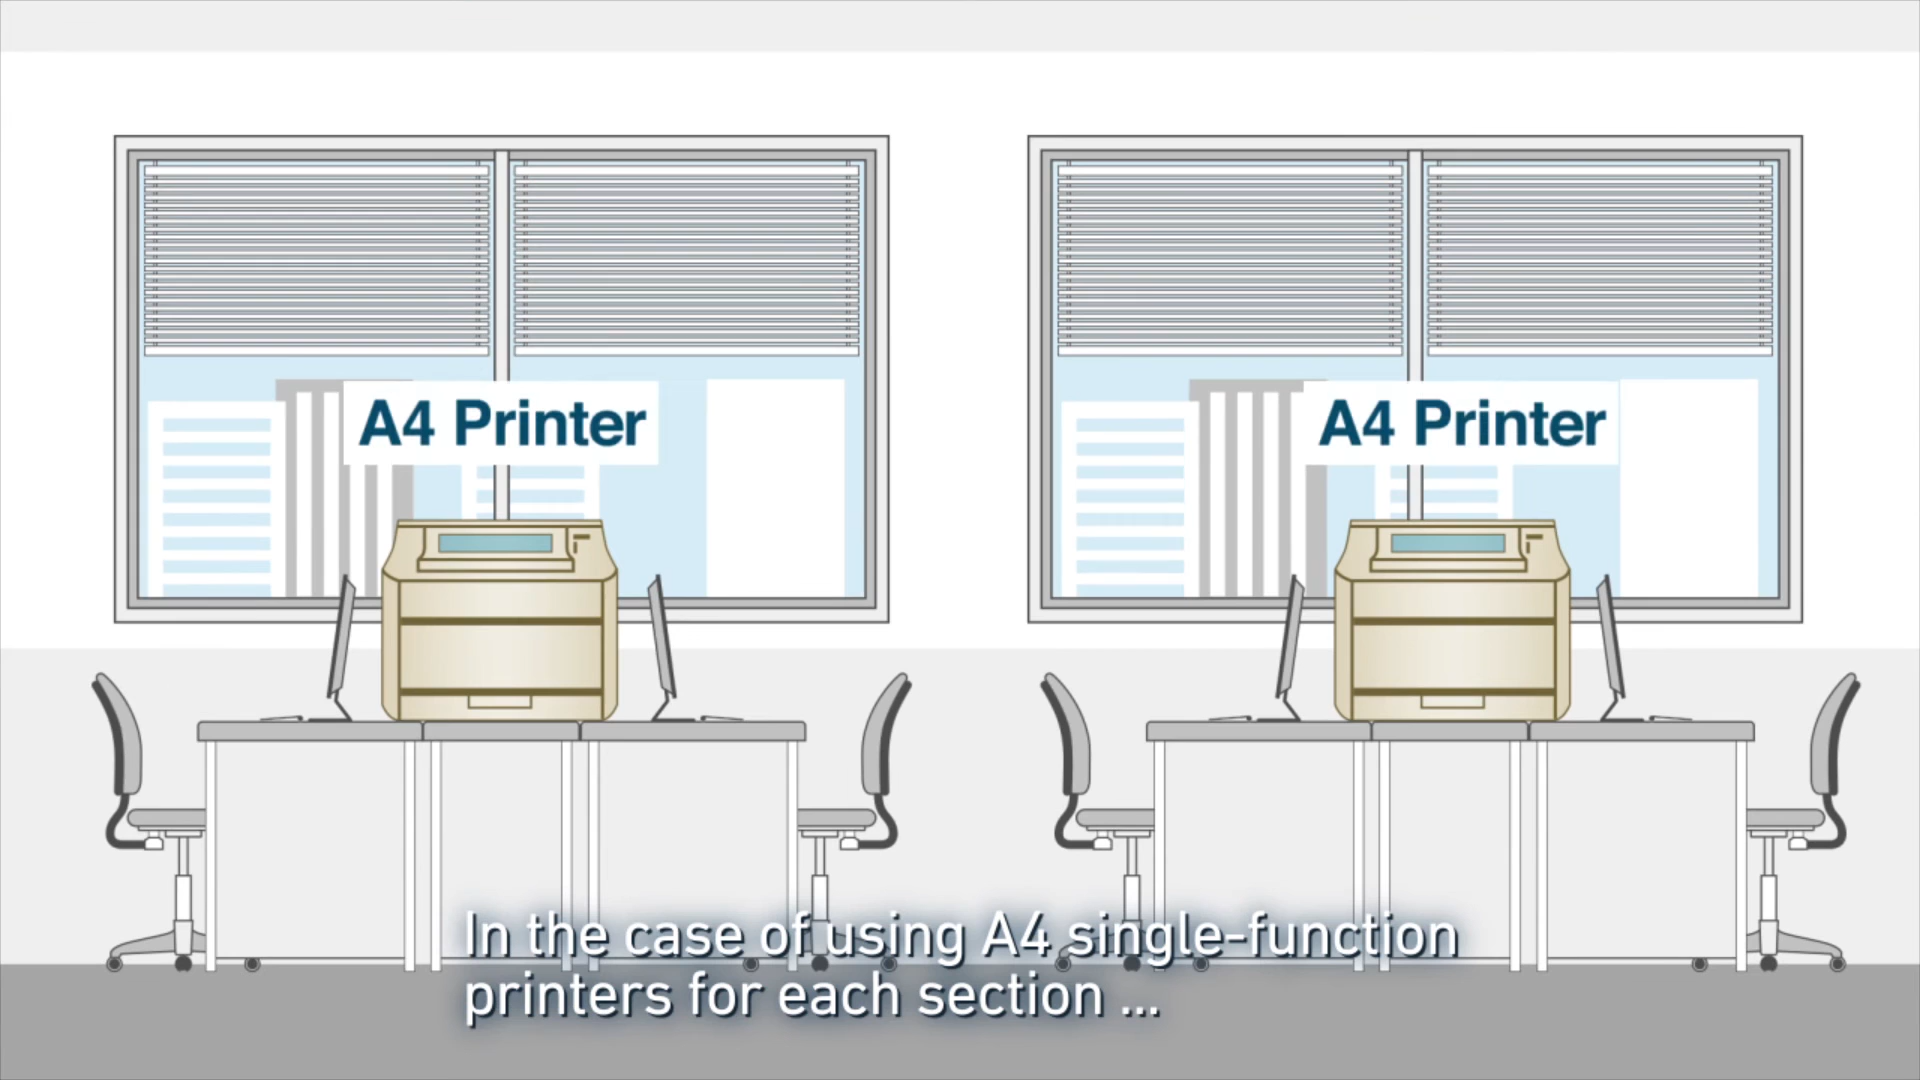 A4 Printer
A4 Printer
In the case of using A4 single-function
printers for each section ...